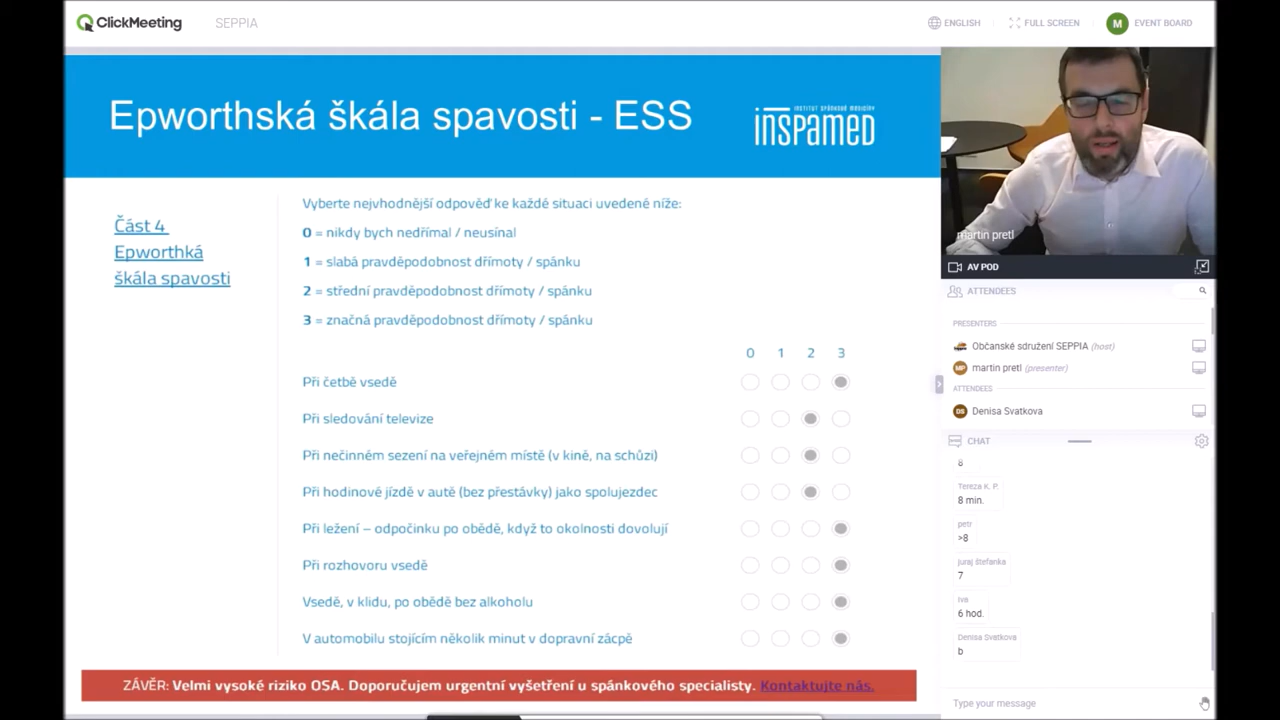 ClickMeeting
SEPPIA
ENGLISH
FULL SCREEN
M
EVENT BOARD
Epworthská škála spavosti - ESS
INSTITUT SPÁNKOVÉ MEDICÍNY
inspamed
Část 4
Epworthká
škála spavosti
Vyberte nejvhodnější odpověď ke každé situaci uvedené níže:
0 = nikdy bych nedřímal / neusínal
1 = slabá pravděpodobnost dřímoty / spánku
2 = střední pravděpodobnost dřímoty / spánku
3 = značná pravděpodobnost dřímoty / spánku
0 1 2 3
Při četbě vsedě
Při sledování televize
Při nečinném sezení na veřejném místě (v kině, na schůzi)
Při hodinové jízdě v autě (bez přestávky) jako spolujezdec
Při ležení – odpočinku po obědě, když to okolnosti dovolují
Při rozhovoru vsedě
Vsedě, v klidu, po obědě bez alkoholu
V automobilu stojícím několik minut v dopravní zácpě
ZÁVĚR: Velmi vysoké riziko OSA. Doporučujem urgentní vyšetření u spánkového specialisty. Kontaktujte nás.
martin pretl
AV POD
ATTENDEES
PRESENTERS
Občanské sdružení SEPPIA (host)
MP martin pretl (presenter)
ATTENDEES
DS Denisa Svatkova
CHAT
8
Tereza K. P.
8 min.
petr
>8
juraj štefanka
7
Iva
6 hod.
Denisa Svatkova
b
Type your message